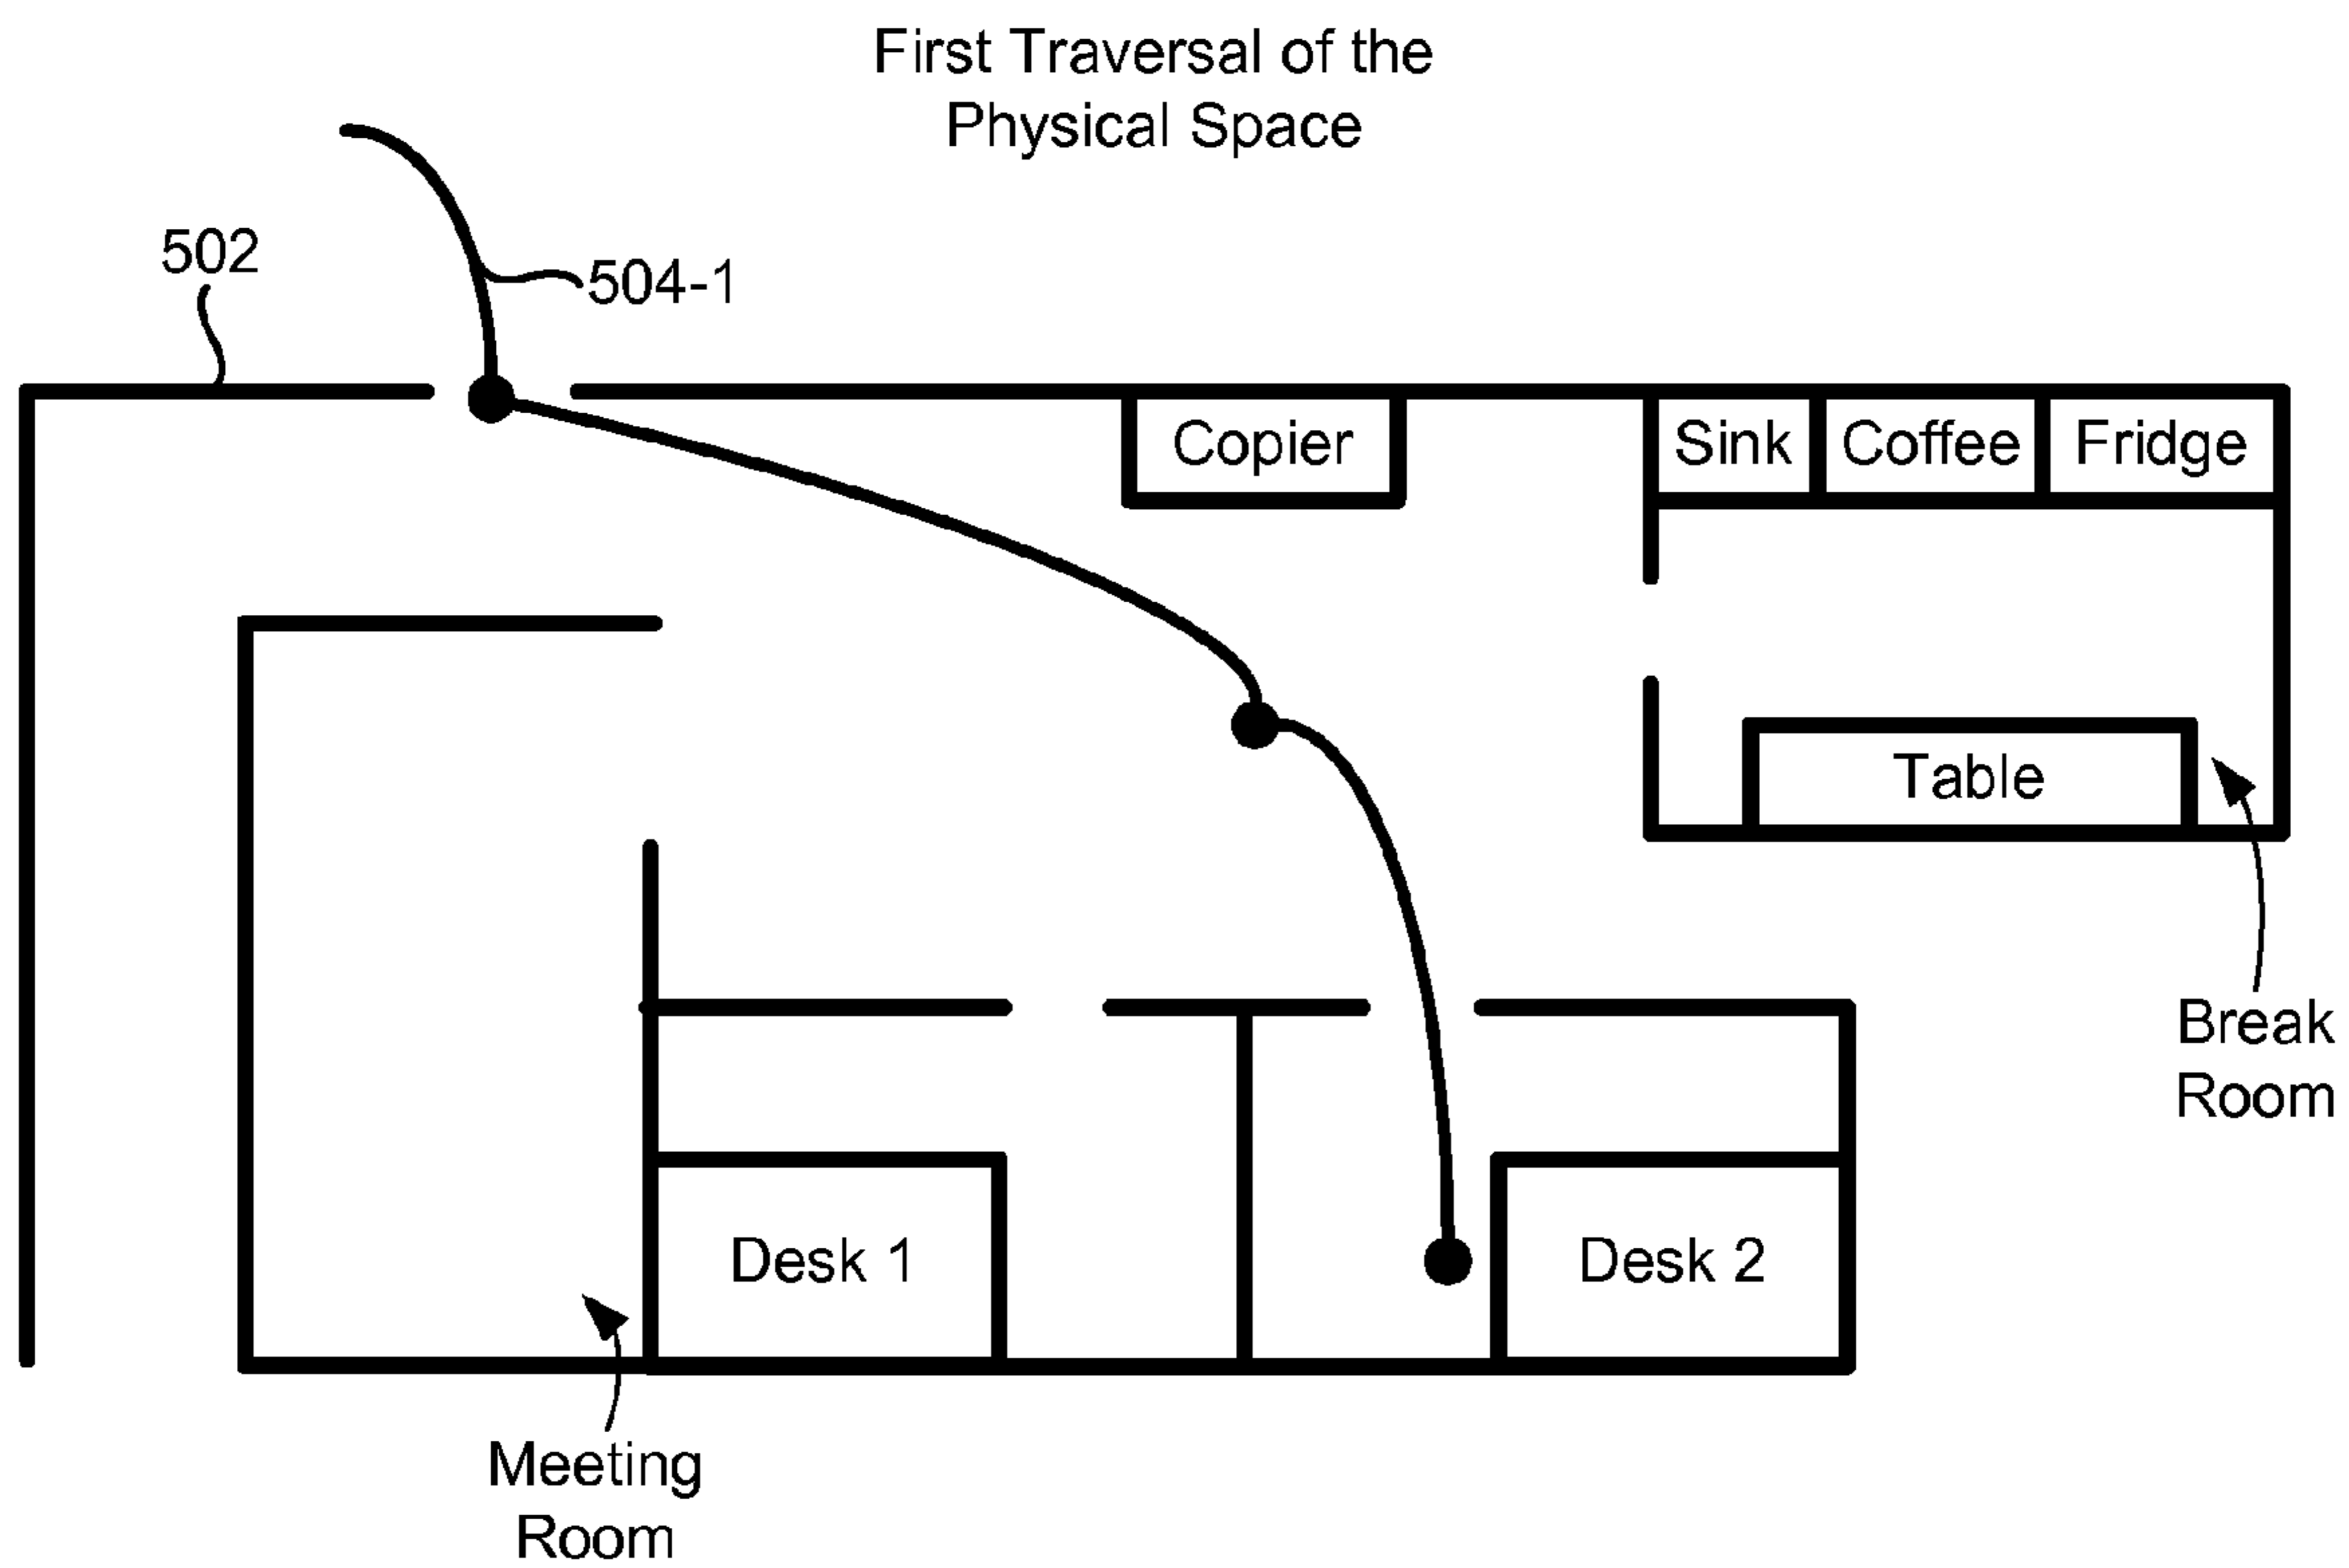 First Traversal of the
Physical Space
502
504-1
Copier
Sink
Coffee
Fridge
Table
Break
Room
Desk 1
Desk 2
Meeting
Room